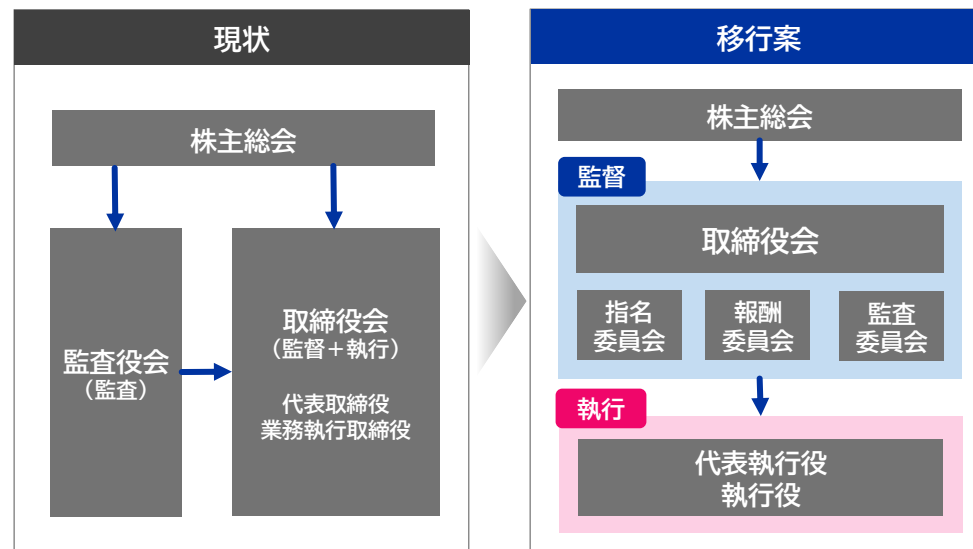 現状
株主総会
監査役会
（監査）
取締役会
（監督＋執行）
代表取締役
業務執行取締役
移行案
株主総会
監督
取締役会
指名
委員会
報酬
委員会
監査
委員会
執行
代表執行役
執行役